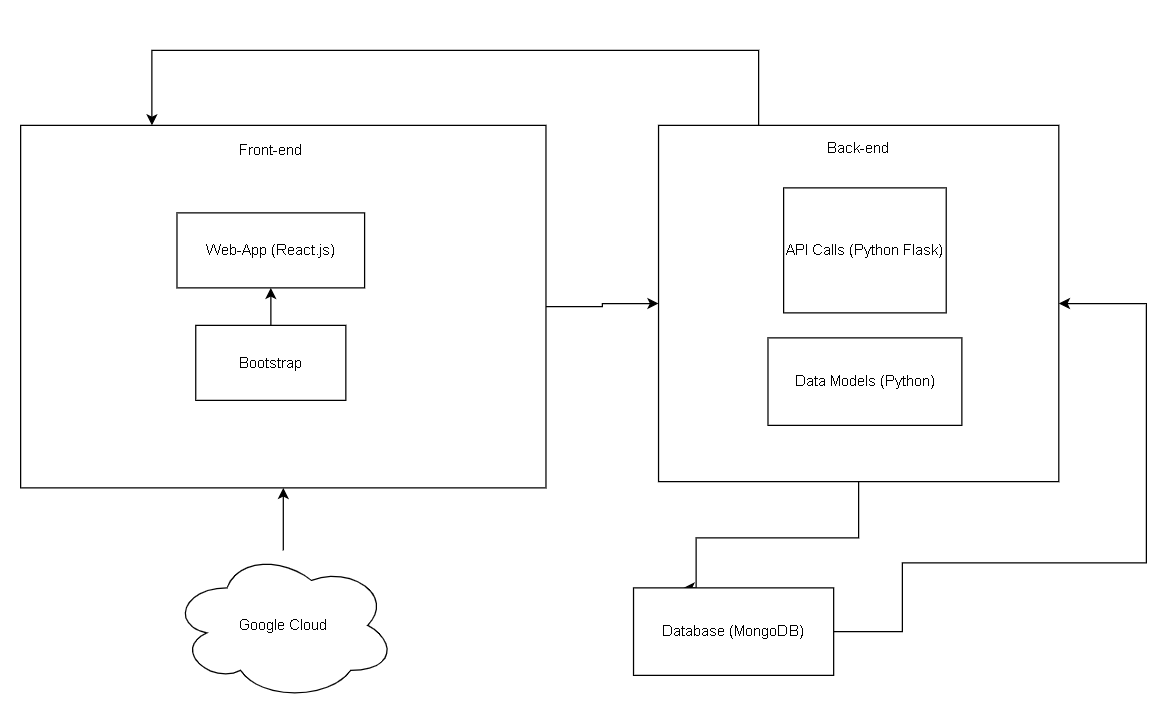 Front-end
Back-end
Web-App (React.js)
API Calls (Python Flask)
Bootstrap
Data Models (Python)
Google Cloud
Database (MongoDB)